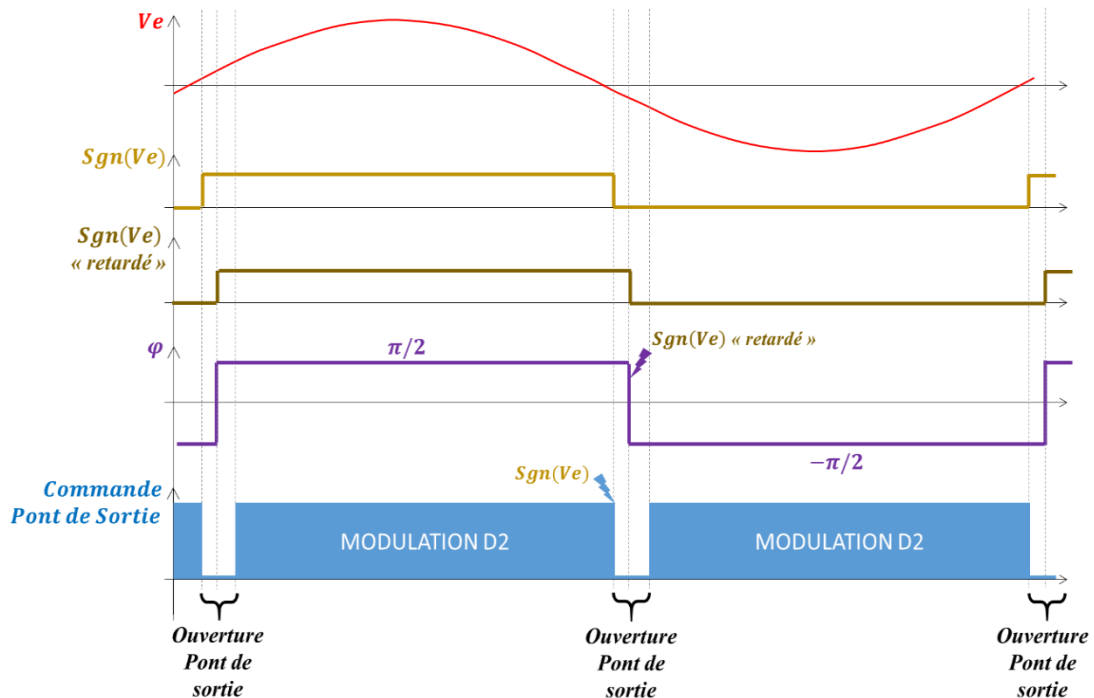 Ve
Sgn(Ve)
Sgn(Ve)
« retardé »
φ
π/2
Sgn(Ve) « retardé »
−π/2
Sgn(Ve)
Commande
Pont de Sortie
MODULATION D2
MODULATION D2
Ouverture
Pont de
sortie
Ouverture
Pont de
sortie
Ouverture
Pont de
sortie